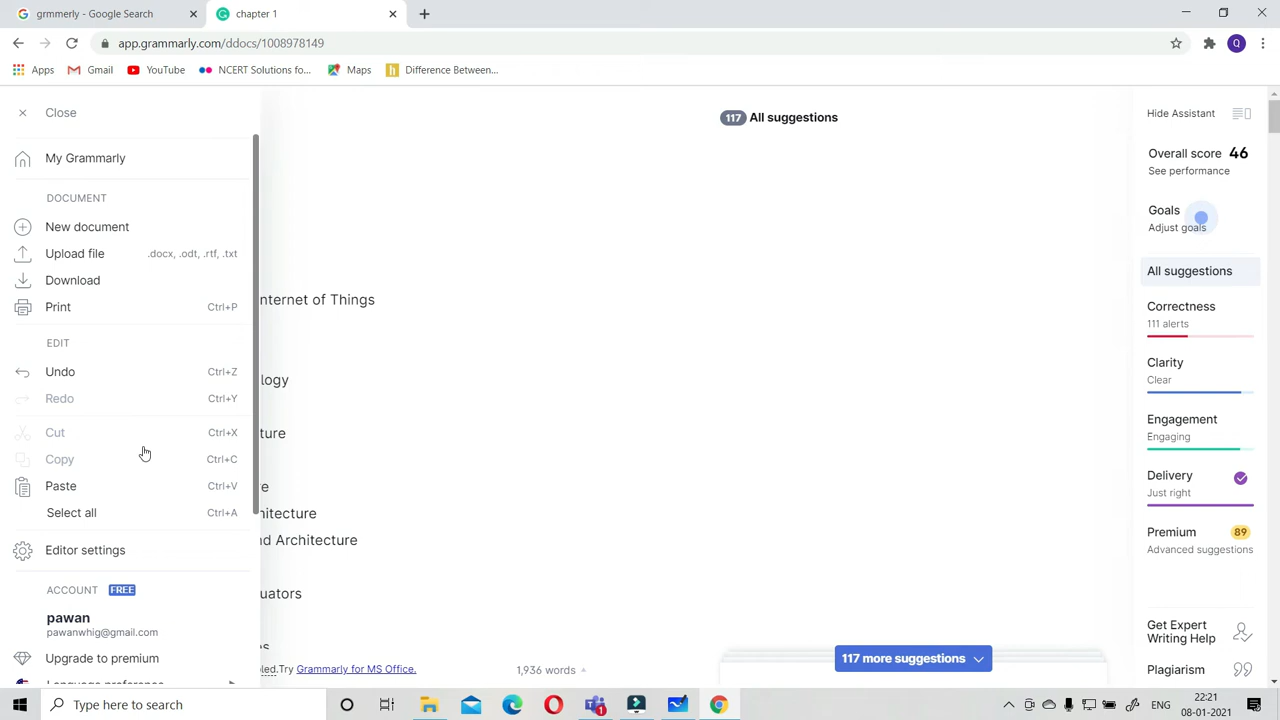 grmmerly - Google Search
chapter 1
app.grammarly.com/ddocs/1008978149
Q
Apps
Gmail
YouTube
NCERT Solutions fo...
Maps
Difference Between...
Close
My Grammarly
DOCUMENT
New document
Upload file .docx, .odt, .rtf, .txt
Download
Print Ctrl+P
EDIT
Undo Ctrl+Z
Redo Ctrl+Y
Cut Ctrl+X
Copy Ctrl+C
Paste Ctrl+V
Select all Ctrl+A
Editor settings
ACCOUNT FREE
pawan
pawanwhig@gmail.com
Upgrade to premium
Language preference
117 All suggestions
nternet of Things
logy
ture
re
hitecture
nd Architecture
uators
es
led.Try Grammarly for MS Office.
1,936 words
117 more suggestions
Hide Assistant
Overall score 46
See performance
Goals
Adjust goals
All suggestions
Correctness
111 alerts
Clarity
Clear
Engagement
Engaging
Delivery
Just right
Premium 89
Advanced suggestions
Get Expert
Writing Help
Plagiarism
Type here to search
1
ENG
22:21
08-01-2021